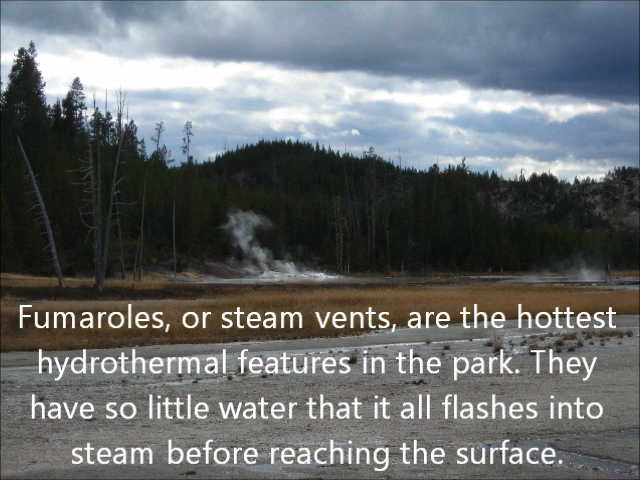 Fumaroles, or steam vents, are the hottest
hydrothermal features in the park. They
have so little water that it all flashes into
steam before reaching the surface.